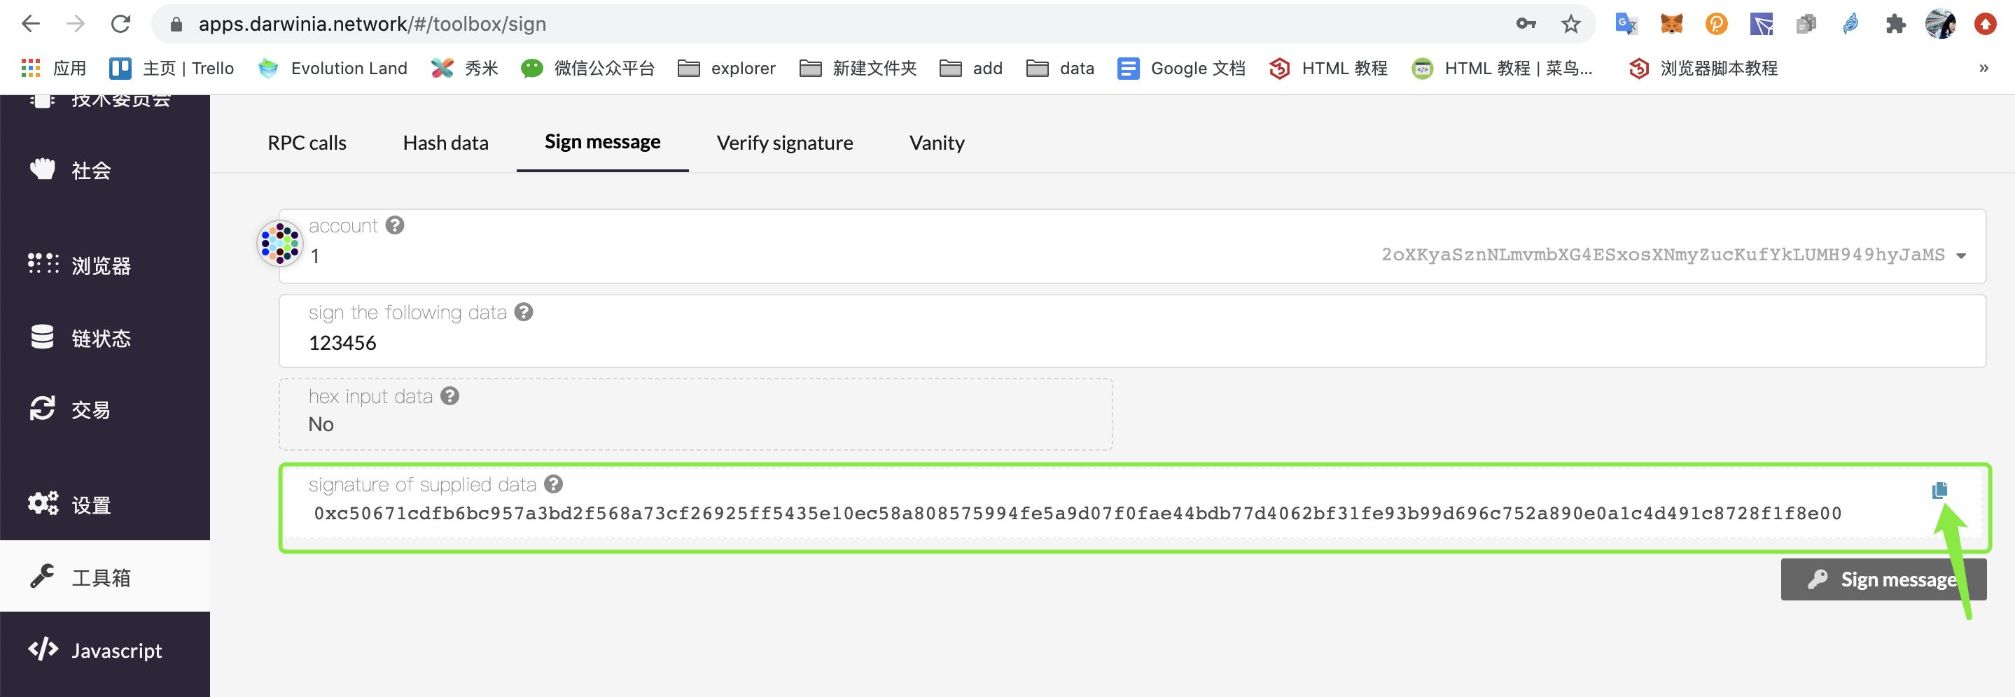 apps.darwinia.network/#/toolbox/sign
应用 主页 | Trello Evolution Land 秀米 微信公众平台 explorer 新建文件夹 add data Google 文档 HTML 教程 HTML 教程 | 菜鸟... 浏览器脚本教程 »
技术委员会
社会
浏览器
链状态
交易
设置
工具箱
Javascript
RPC calls Hash data Sign message Verify signature Vanity
account
1 2oXKyaSznNLmvmbXG4ESxosXNmyZucKufYkLUMH949hyJaMS
sign the following data
123456
hex input data
No
signature of supplied data
0xc50671cdfb6bc957a3bd2f568a73cf26925ff5435e10ec58a808575994fe5a9d07f0fae44bdb77d4062bf31fe93b99d696c752a890e0a1c4d491c8728f1f8e00
Sign message